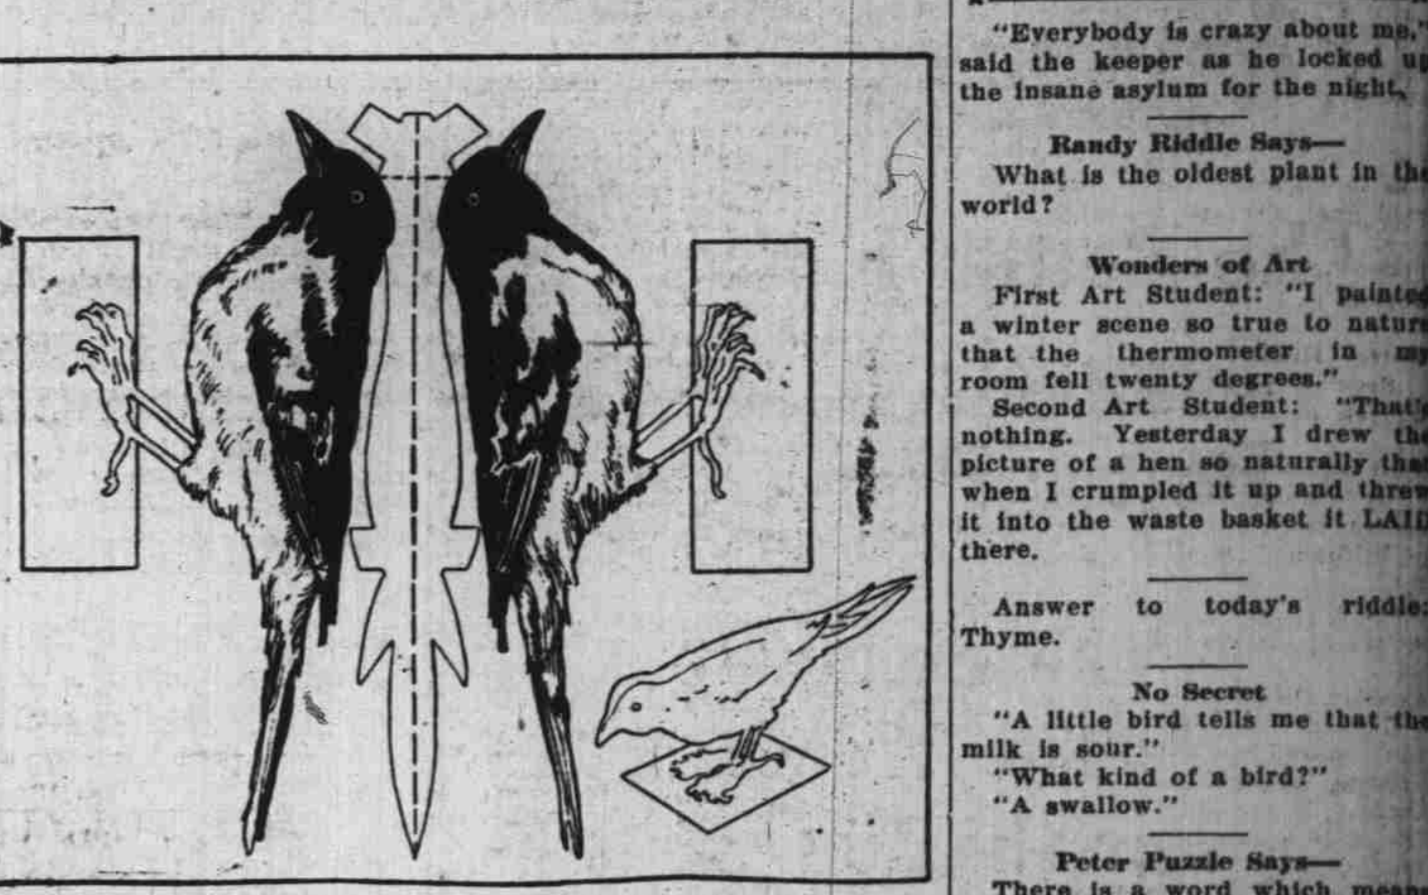 "Everybody is crazy about me,"
said the keeper as he locked up
the insane asylum for the night.
Randy Riddle Says—
What is the oldest plant in the
world?
Wonders of Art
First Art Student: "I painted
a winter scene so true to nature
that the thermometer in my
room fell twenty degrees."
Second Art Student: "That's
nothing. Yesterday I drew the
picture of a hen so naturally that
when I crumpled it up and threw
it into the waste basket it LAID
there.
Answer to today's riddle
Thyme.
No Secret
"A little bird tells me that the
milk is sour."
"What kind of a bird?"
"A swallow."
Peter Puzzle Says—
There is a word which